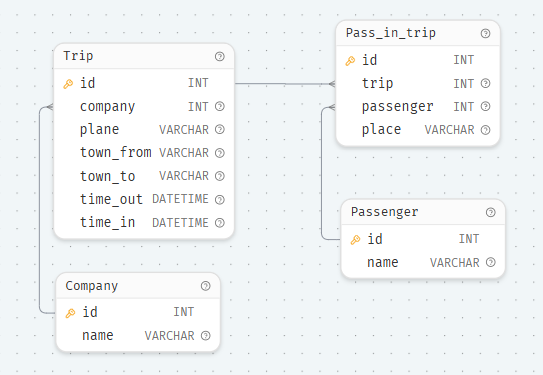 Trip
id INT
company INT
plane VARCHAR
town_from VARCHAR
town_to VARCHAR
time_out DATETIME
time_in DATETIME
Pass_in_trip
id INT
trip INT
passenger INT
place VARCHAR
Passenger
id INT
name VARCHAR
Company
id INT
name VARCHAR